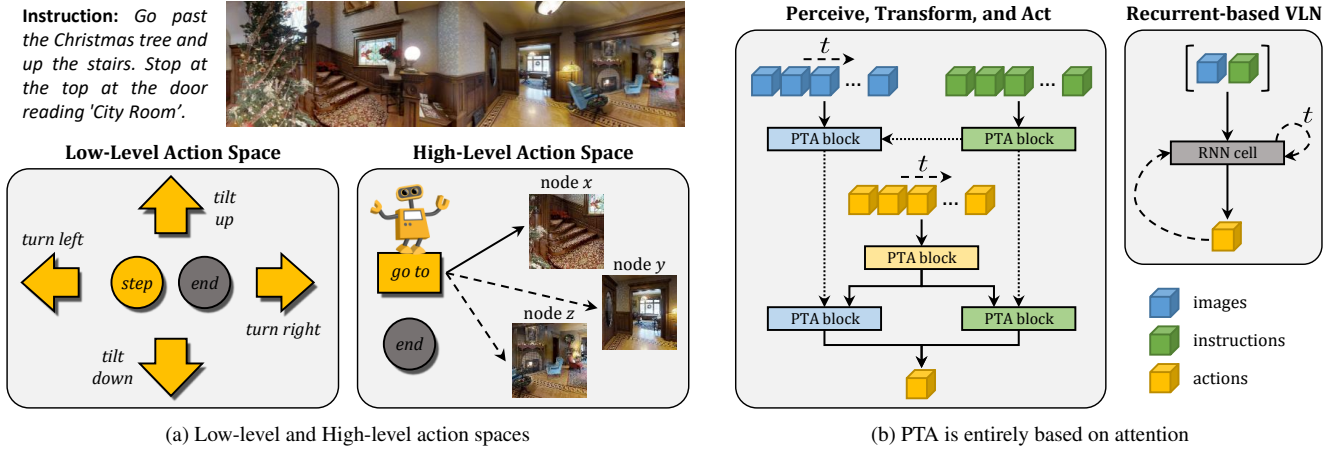 Instruction: Go past
the Christmas tree and
up the stairs. Stop at
the top at the door
reading 'City Room'.
Low-Level Action Space
tilt
up
turn left
step
end
turn right
tilt
down
High-Level Action Space
node x
go to
node y
node z
end
(a) Low-level and High-level action spaces
Perceive, Transform, and Act
t
... ...
PTA block PTA block
t
...
PTA block
PTA block PTA block
Recurrent-based VLN
[ ]
t
RNN cell
images
instructions
actions
(b) PTA is entirely based on attention